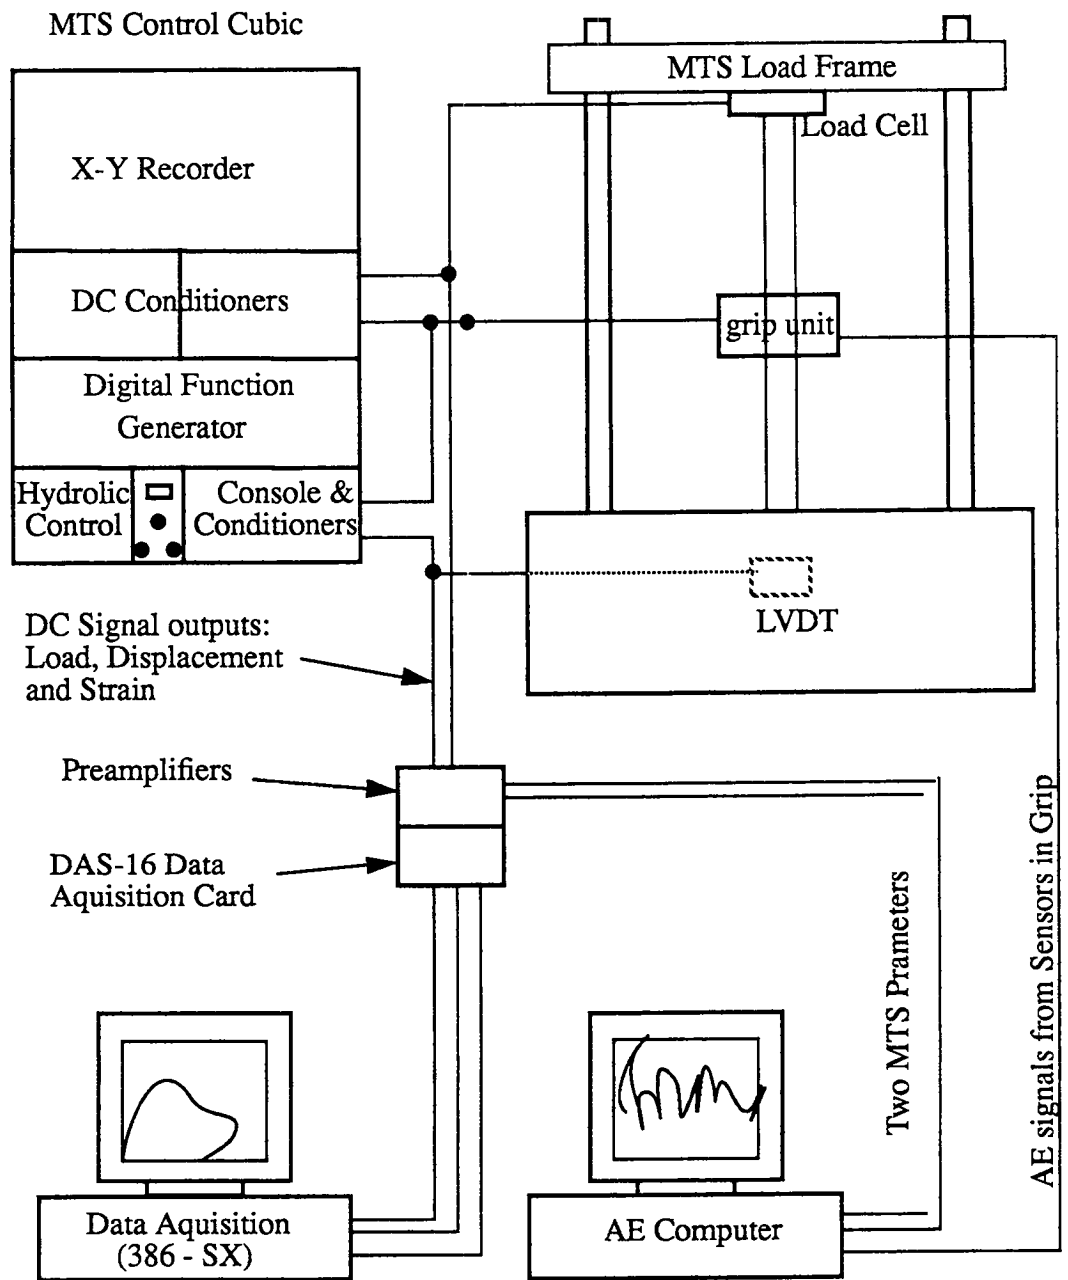 MTS Control Cubic
MTS Load Frame
Load Cell
X-Y Recorder
DC Conditioners
grip unit
Digital Function
Generator
Hydrolic
Control
Console &
Conditioners
LVDT
DC Signal outputs:
Load, Displacement
and Strain
Preamplifiers
DAS-16 Data
Aquisition Card
Two MTS Prameters
AE signals from Sensors in Grip
Data Aquisition
(386 - SX)
AE Computer